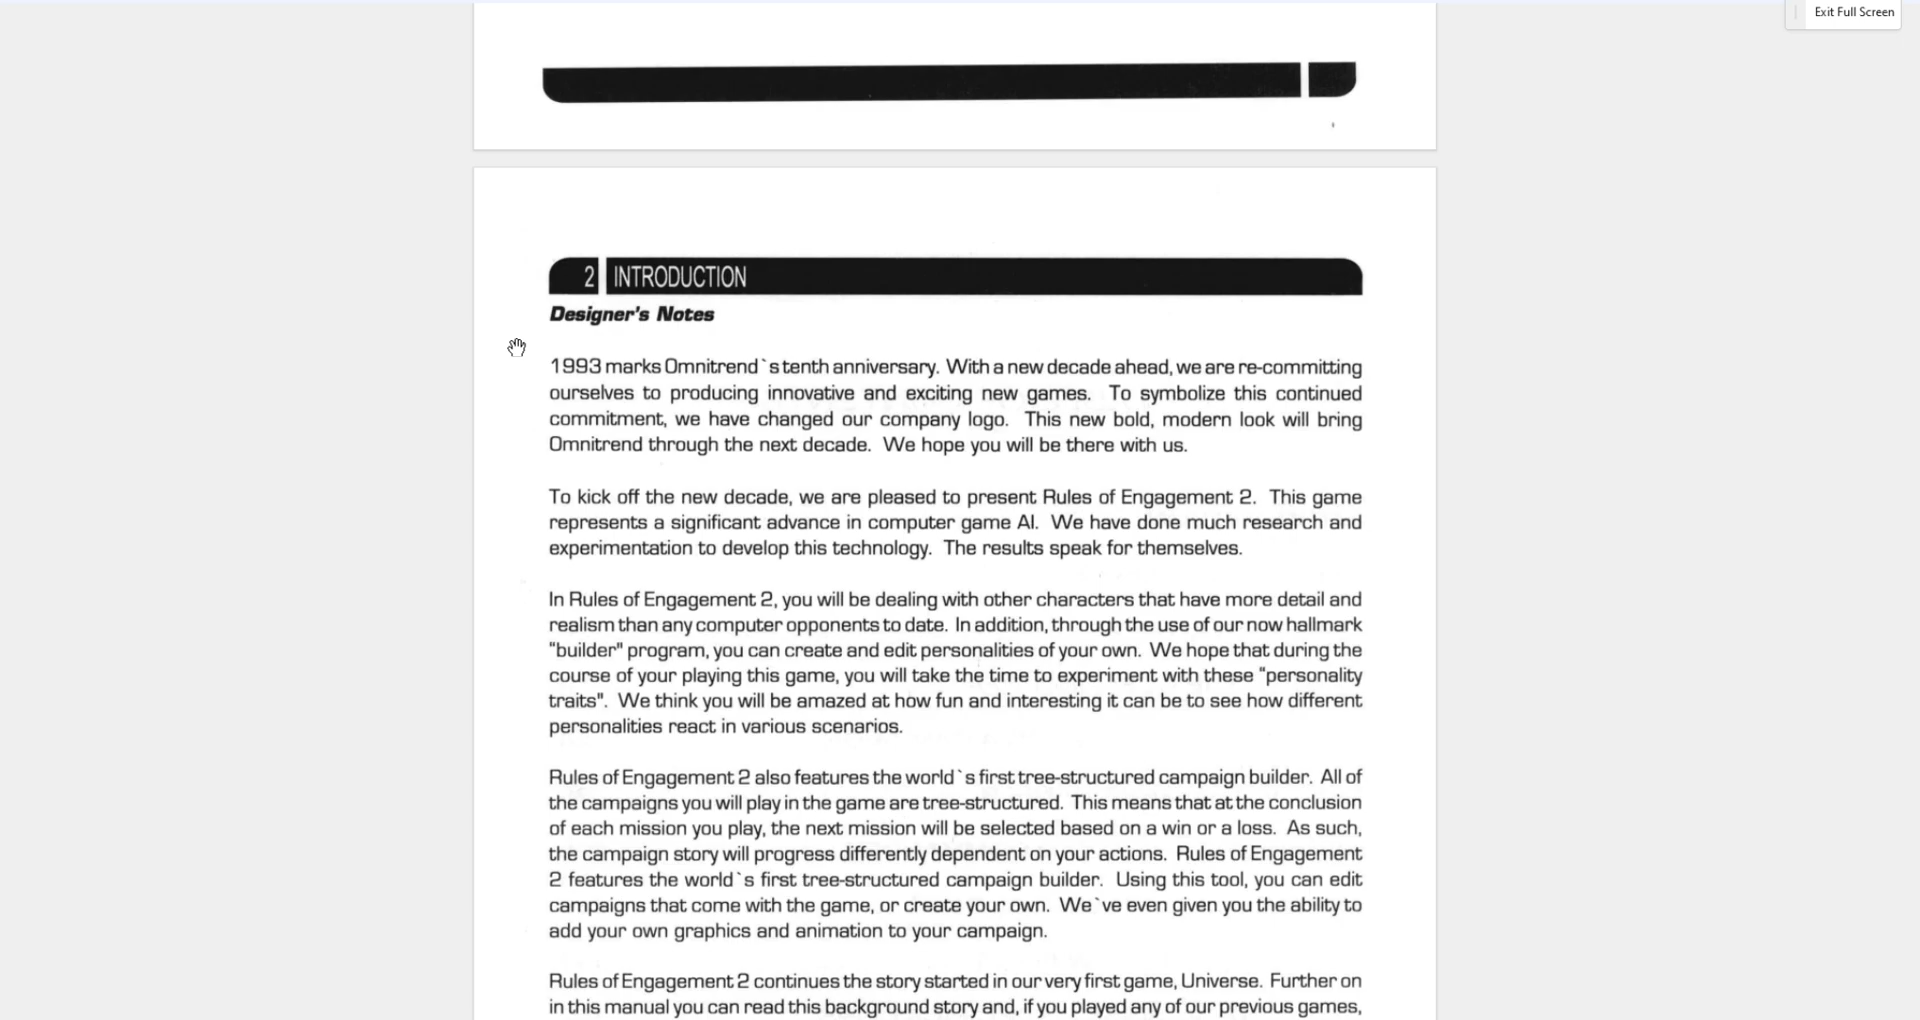 Exit Full Screen
2 INTRODUCTION
Designer's Notes
1993 marks Omnitrend`s tenth anniversary. With a new decade ahead, we are re-committing
ourselves to producing innovative and exciting new games. To symbolize this continued
commitment, we have changed our company logo. This new bold, modern look will bring
Omnitrend through the next decade. We hope you will be there with us.
To kick off the new decade, we are pleased to present Rules of Engagement 2. This game
represents a significant advance in computer game AI. We have done much research and
experimentation to develop this technology. The results speak for themselves.
In Rules of Engagement 2, you will be dealing with other characters that have more detail and
realism than any computer opponents to date. In addition, through the use of our now hallmark
"builder" program, you can create and edit personalities of your own. We hope that during the
course of your playing this game, you will take the time to experiment with these "personality
traits". We think you will be amazed at how fun and interesting it can be to see how different
personalities react in various scenarios.
Rules of Engagement 2 also features the world`s first tree-structured campaign builder. All of
the campaigns you will play in the game are tree-structured. This means that at the conclusion
of each mission you play, the next mission will be selected based on a win or a loss. As such,
the campaign story will progress differently dependent on your actions. Rules of Engagement
2 features the world`s first tree-structured campaign builder. Using this tool, you can edit
campaigns that come with the game, or create your own. We`ve even given you the ability to
add your own graphics and animation to your campaign.
Rules of Engagement 2 continues the story started in our very first game, Universe. Further on
in this manual you can read this background story and, if you played any of our previous games,